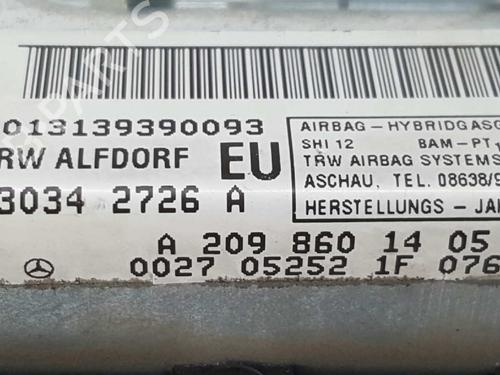 013139390093
RW ALFDORF EU
3034 2726 A
AIRBAG-HYBRIDGASG
SHI 12 BAM-PT
TRW AIRBAG SYSTEMS
ASCHAU, TEL. 08638/9
HERSTELLUNGS-JAH
A 209 860 14 05
0027 05252 1F 076